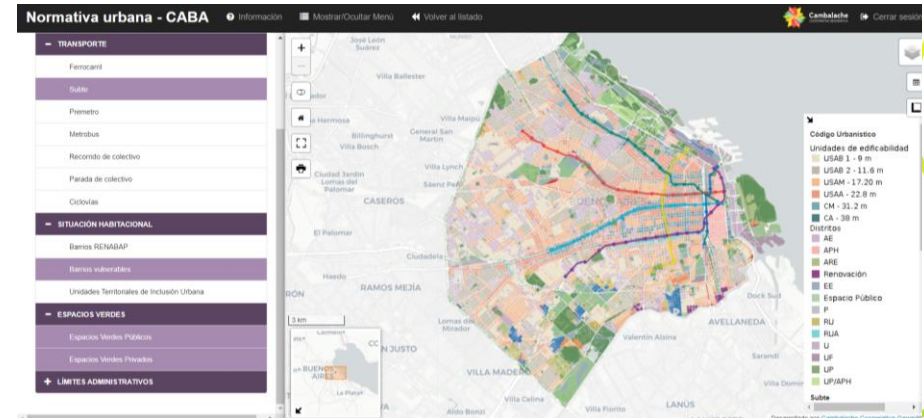 Normativa urbana - CABA
Información
Mostrar/Ocultar Menú
Volver al listado
Cambalache
Cerrar sesión
− TRANSPORTE
Ferrocarril
Subte
Premetro
Metrobus
Recorrido de colectivo
Parada de colectivo
Ciclovías
− SITUACIÓN HABITACIONAL
Barrios RENABAP
Barrios vulnerables
Unidades Territoriales de Inclusión Urbana
− ESPACIOS VERDES
Espacios Verdes Públicos
Espacios Verdes Privados
+ LÍMITES ADMINISTRATIVOS
+
José León
Suárez
Villa Ballester
Villa Maipú
Billinghurst
General San
Martín
Villa Bosch
Villa Lynch
Ciudad Jardín
Lomas del
Palomar
Sáenz Peña
CASEROS
BUENOS AIRES
El Palomar
Ciudadela
Haedo
RAMOS MEJÍA
Dock Sud
Lomas del
Mirador
AVELLANEDA
Valentín Alsina
Sarandí
VILLA MADERO
Villa Celina
Villa Fiorito
LANÚS
Aldo Bonzi
3 km
BUENOS
AIRES
La Plata
Código Urbanístico
Unidades de edificabilidad
USAB 1 - 9 m
USAB 2 - 11.6 m
USAM - 17.20 m
USAA - 22.8 m
CM - 31.2 m
CA - 38 m
Distritos
AE
APH
ARE
Renovación
EE
Espacio Público
P
RU
RUA
U
UF
UP
UP/APH
Subte